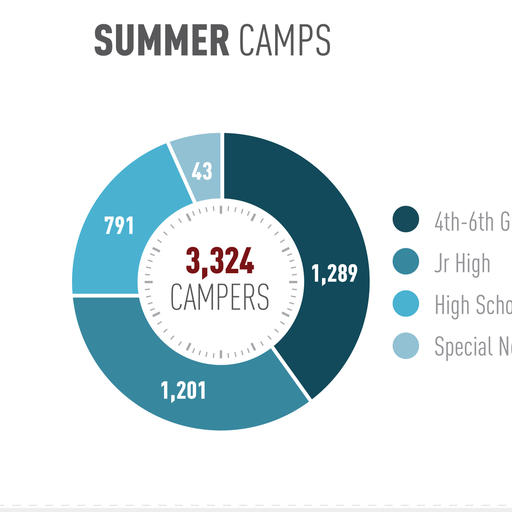 SUMMER CAMPS
43
791
3,324
CAMPERS
1,289
1,201
4th-6th G
Jr High
High Scho
Special N